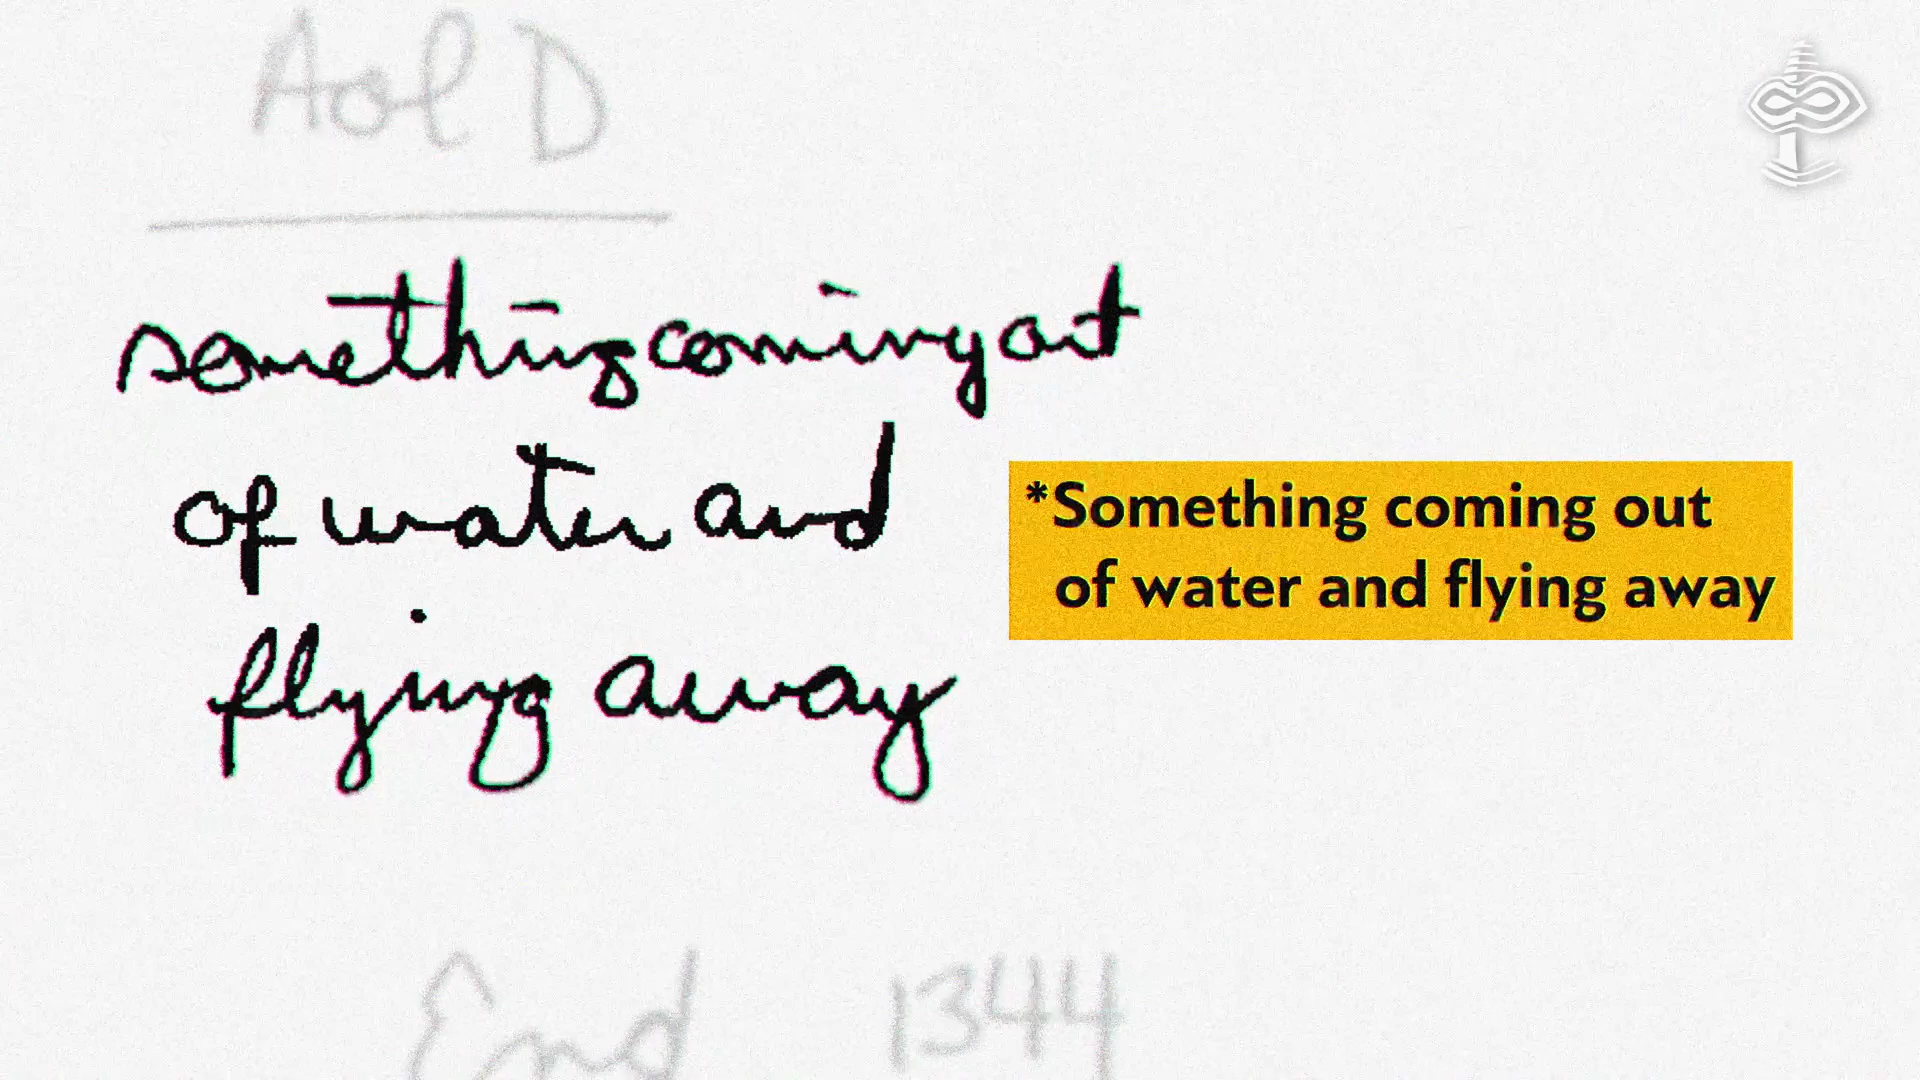 Aol D
something coming out
of water and
flying away
*Something coming out
of water and flying away
End 1344